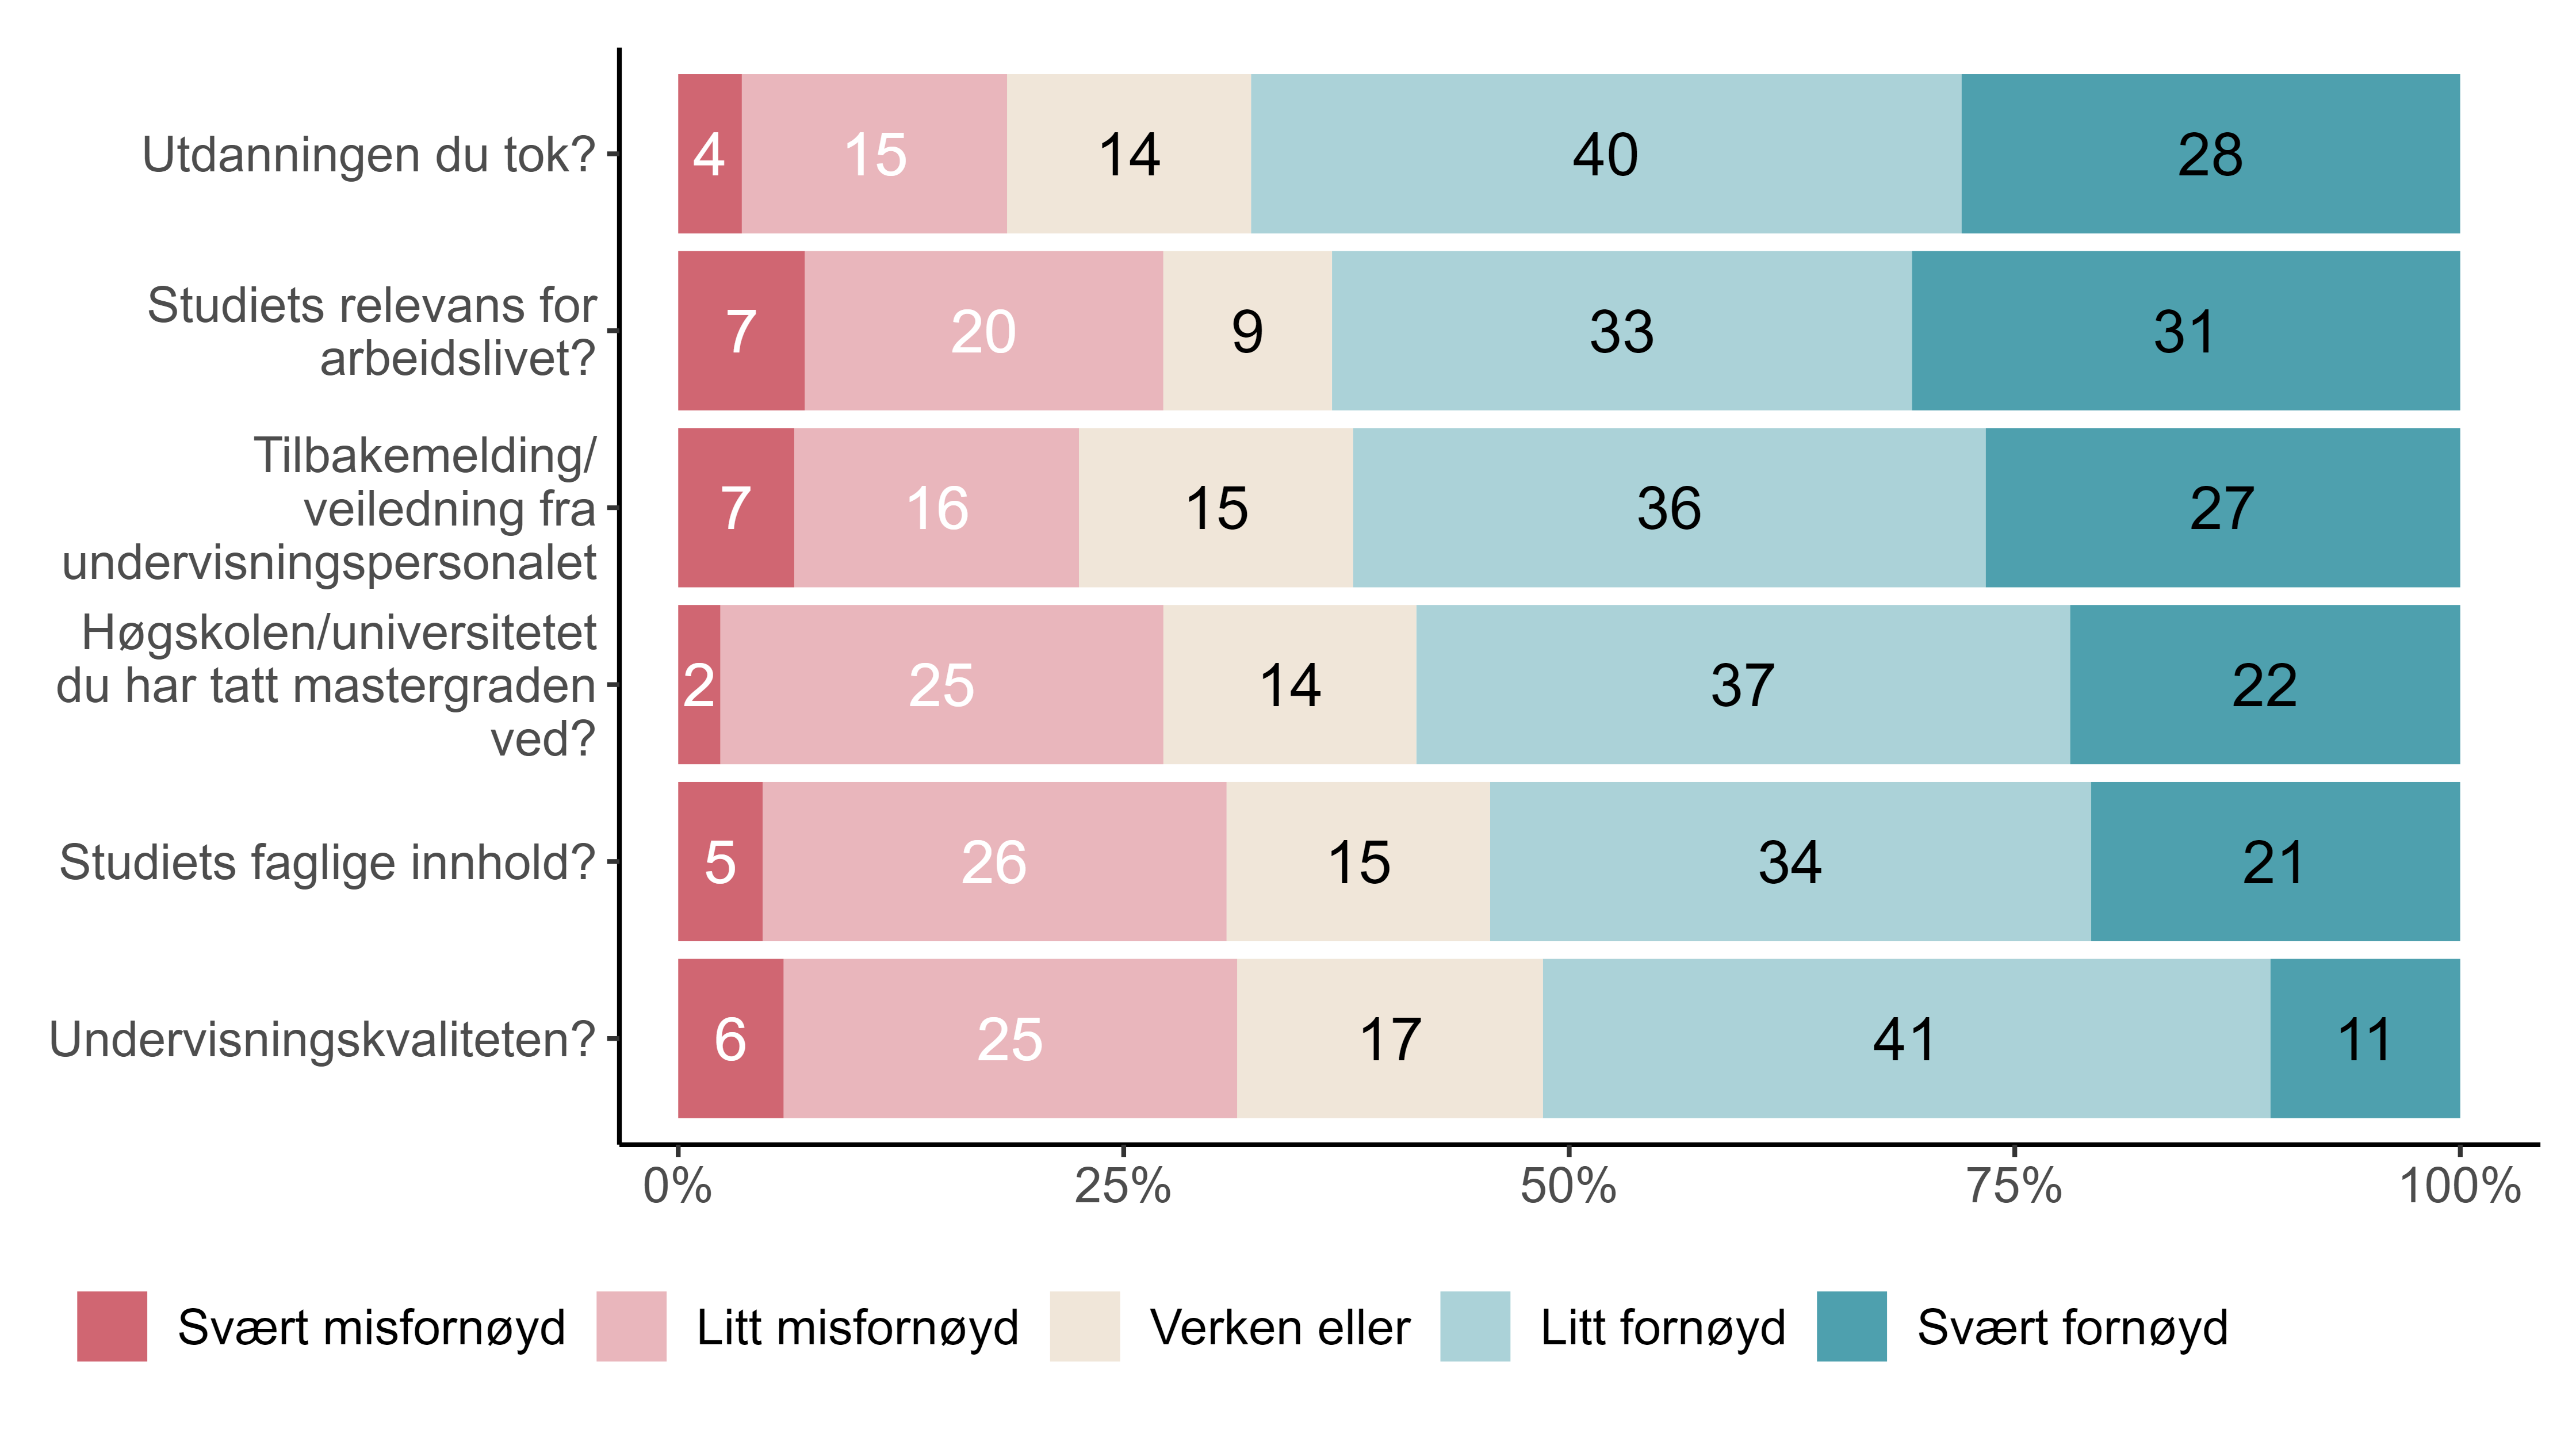 Utdanningen du tok?
4 15 14 40 28
Studiets relevans for
arbeidslivet?
7 20 9 33 31
Tilbakemelding/
veiledning fra
undervisningspersonalet
7 16 15 36 27
Høgskolen/universitetet
du har tatt mastergraden
ved?
2 25 14 37 22
Studiets faglige innhold?
5 26 15 34 21
Undervisningskvaliteten?
6 25 17 41 11
0% 25% 50% 75% 100%
Svært misfornøyd Litt misfornøyd Verken eller Litt fornøyd Svært fornøyd